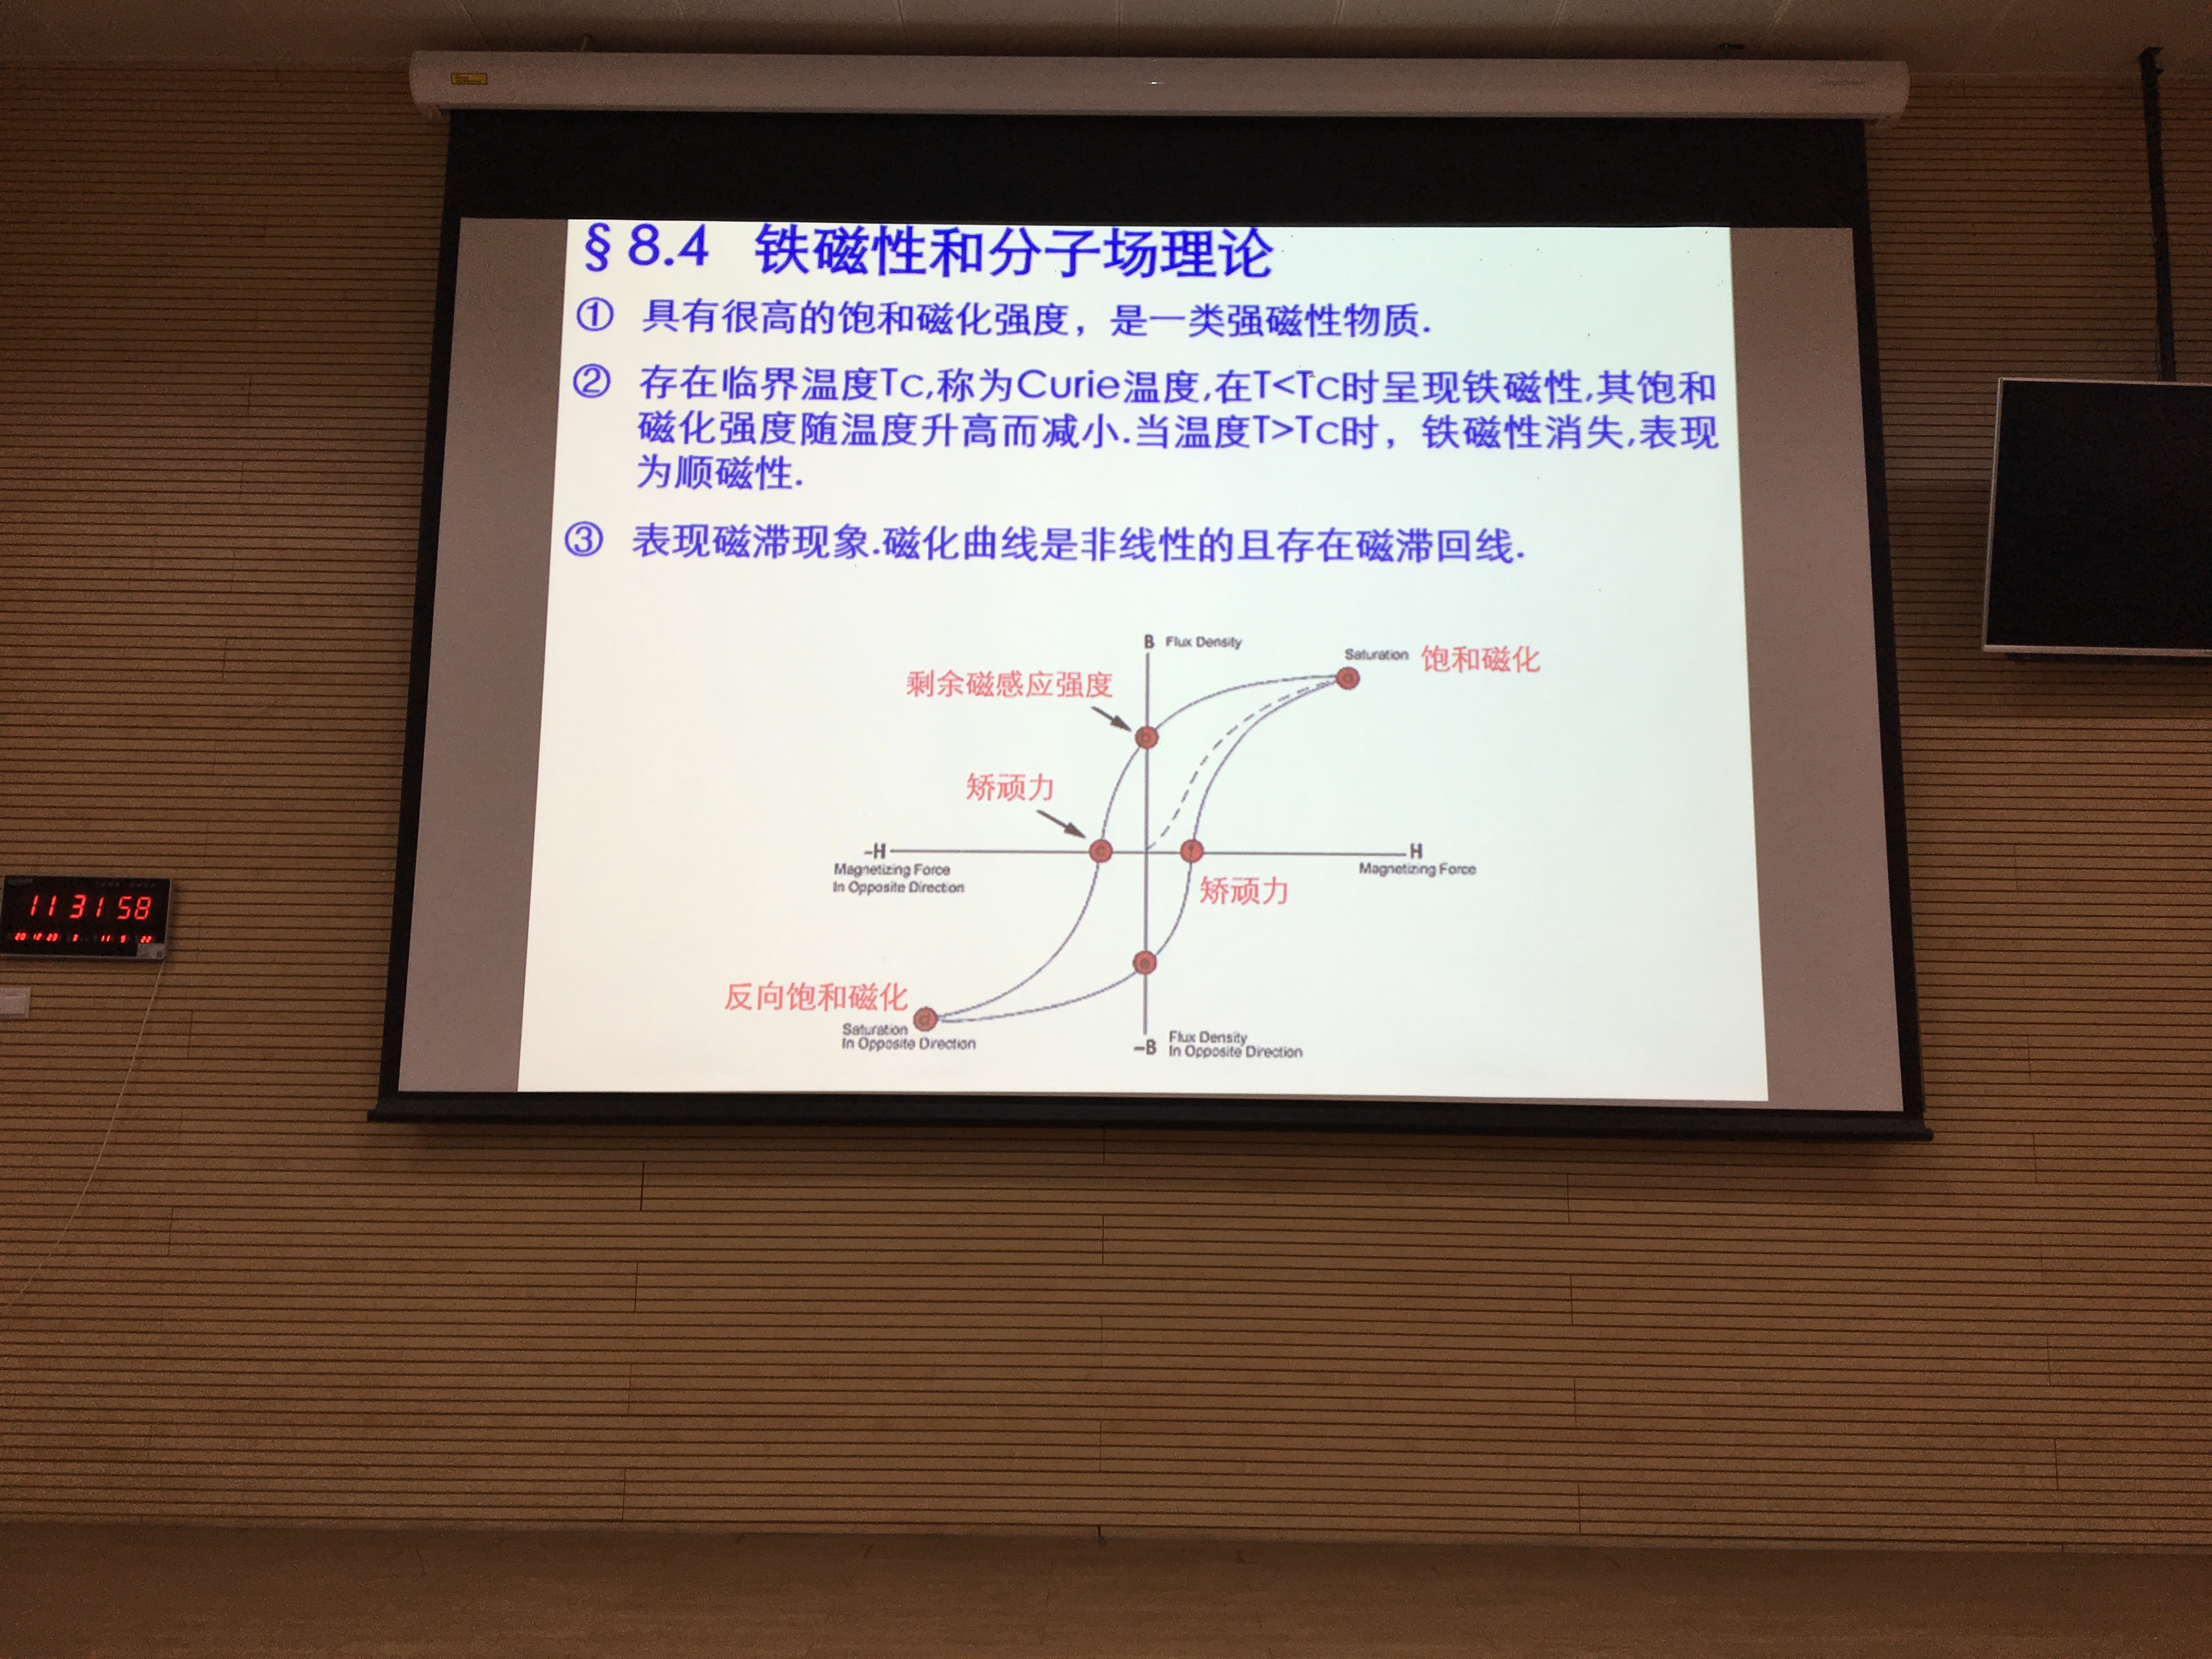 § 8.4 铁磁性和分子场理论
① 具有很高的饱和磁化强度，是一类强磁性物质.
② 存在临界温度Tc,称为Curie温度,在T<Tc时呈现铁磁性,其饱和
磁化强度随温度升高而减小.当温度T>Tc时，铁磁性消失,表现
为顺磁性.
③ 表现磁滞现象.磁化曲线是非线性的且存在磁滞回线.
B Flux Density
Saturation 饱和磁化
a
剩余磁感应强度
b
矫顽力
-H
c
f
H
Magnetizing Force
In Opposite Direction
Magnetizing Force
矫顽力
11 31 58
e
反向饱和磁化
d
Saturation
In Opposite Direction
-B
Flux Density
In Opposite Direction